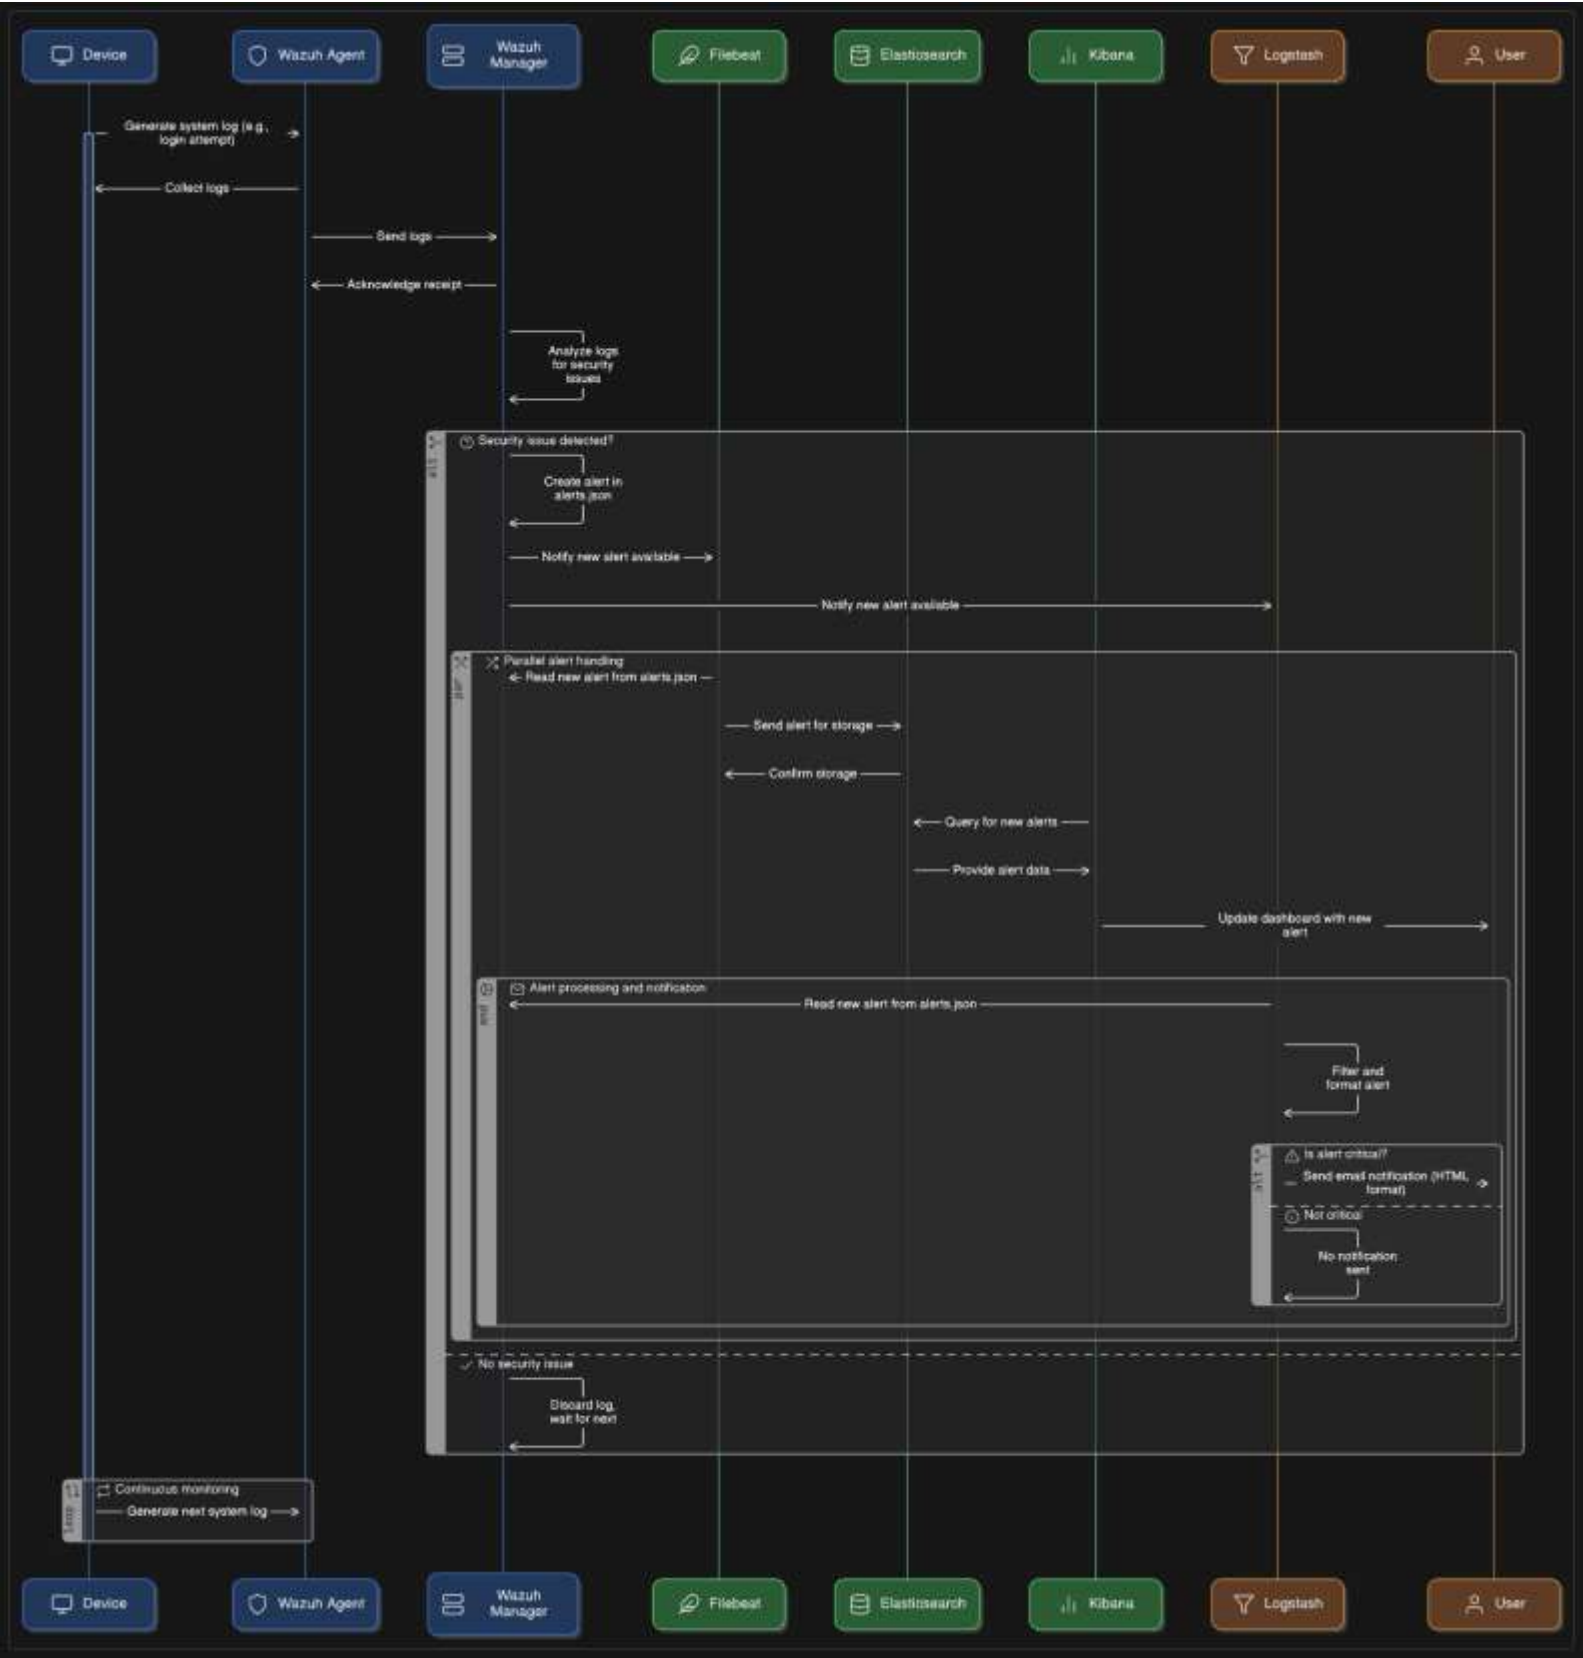 Device
Wazuh Agent
Wazuh
Manager
Filebeat
Elasticsearch
Kibana
Logstash
User
Generate system log (e.g.,
login attempt)
Collect logs
Send logs
Acknowledge receipt
Analyze logs
for security
issues
alt
Security issue detected?
Create alert in
alerts.json
Notify new alert available
Notify new alert available
par
Parallel alert handling
Read new alert from alerts.json
Send alert for storage
Confirm storage
Query for new alerts
Provide alert data
Update dashboard with new
alert
and
Alert processing and notification
Read new alert from alerts.json
Filter and
format alert
alt
Is alert critical?
Send email notification (HTML
format)
Not critical
No notification
sent
No security issue
Discard log,
wait for next
loop
Continuous monitoring
Generate next system log
Device
Wazuh Agent
Wazuh
Manager
Filebeat
Elasticsearch
Kibana
Logstash
User